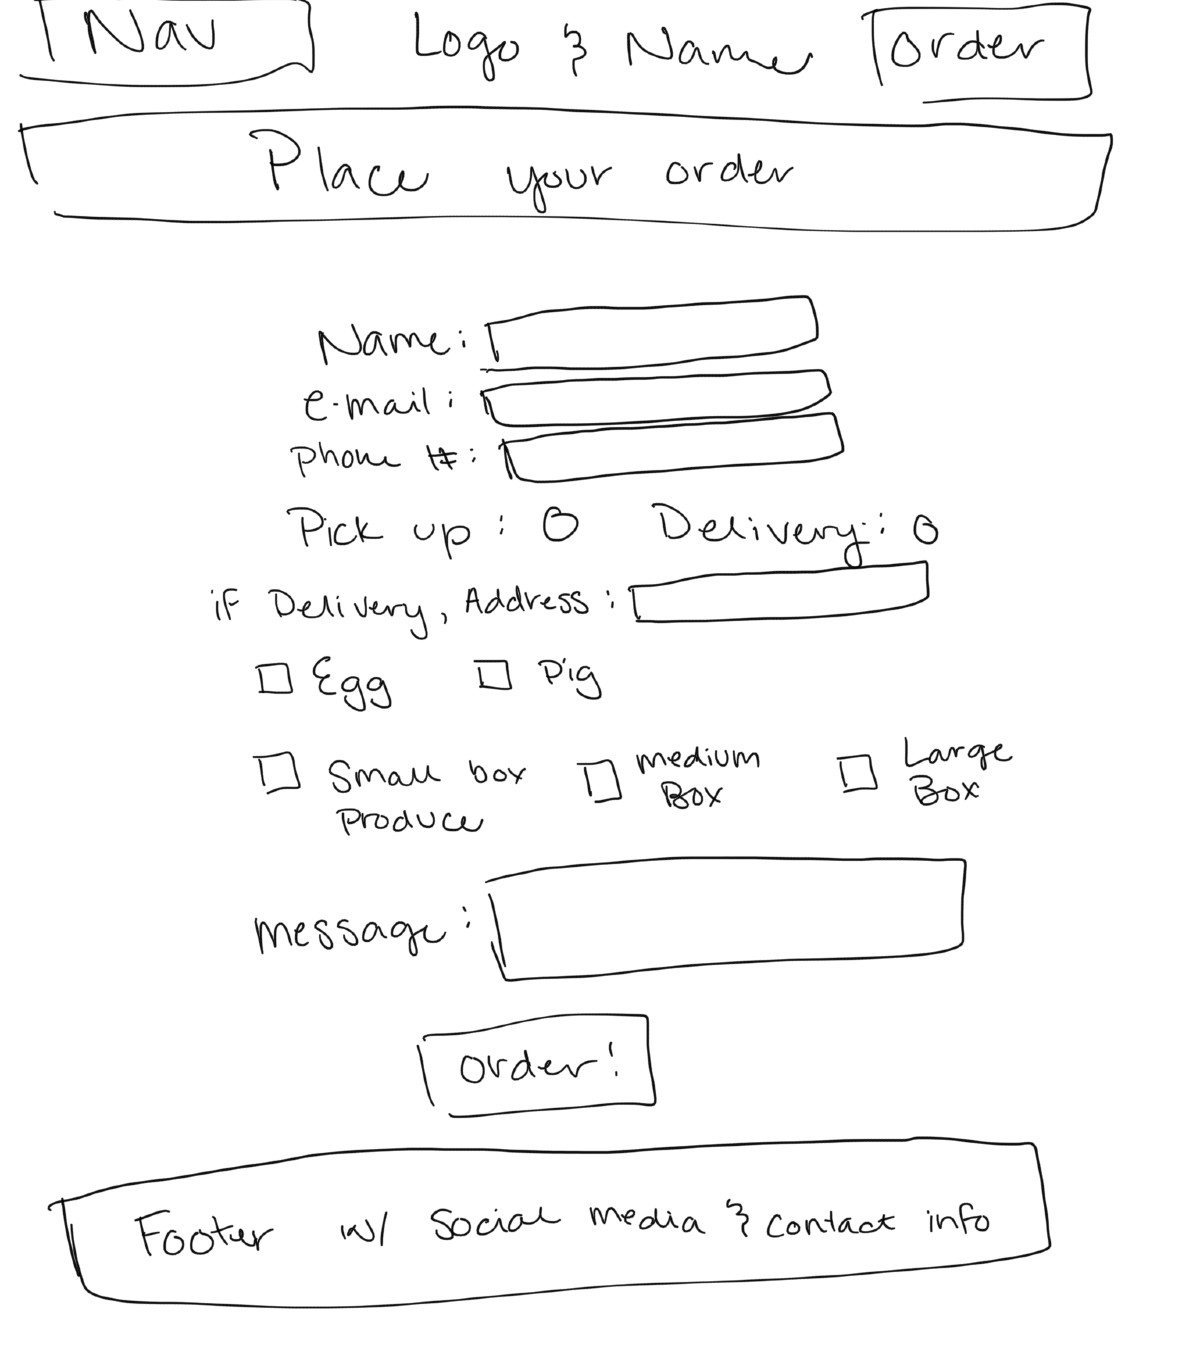 Nav Logo & Name order
Place your order
Name:
e-mail:
phone #:
Pick up: Delivery:
if Delivery, Address:
Egg Pig
Small box medium Large
Produce Box Box
message:
order!
Footer w/ social media & contact info